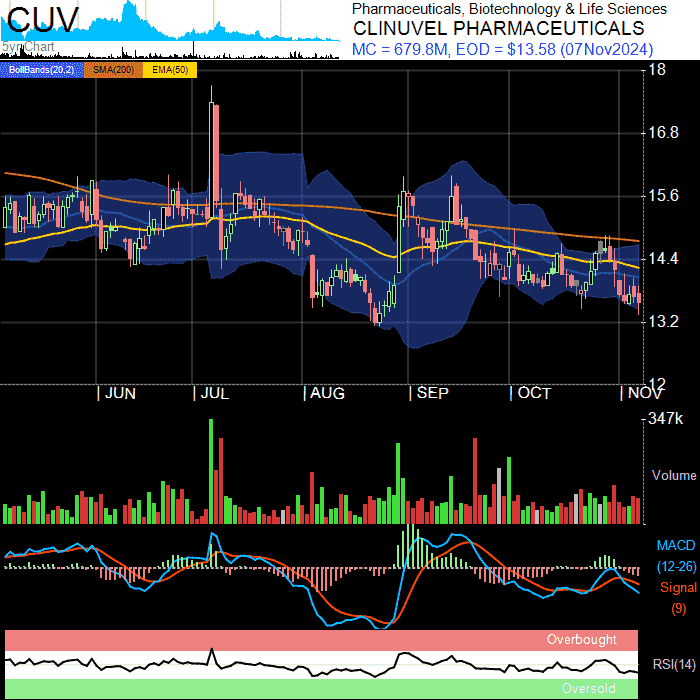 CUV
5yr Chart
Pharmaceuticals, Biotechnology & Life Sciences
CLINUVEL PHARMACEUTICALS
MC = 679.8M, EOD = $13.58 (07Nov2024)
BollBands(20,2) SMA(200) EMA(50)
18
16.8
15.6
14.4
13.2
12
JUN JUL AUG SEP OCT NOV
347k
Volume
MACD
(12-26)
Signal
(9)
Overbought
RSI(14)
Oversold